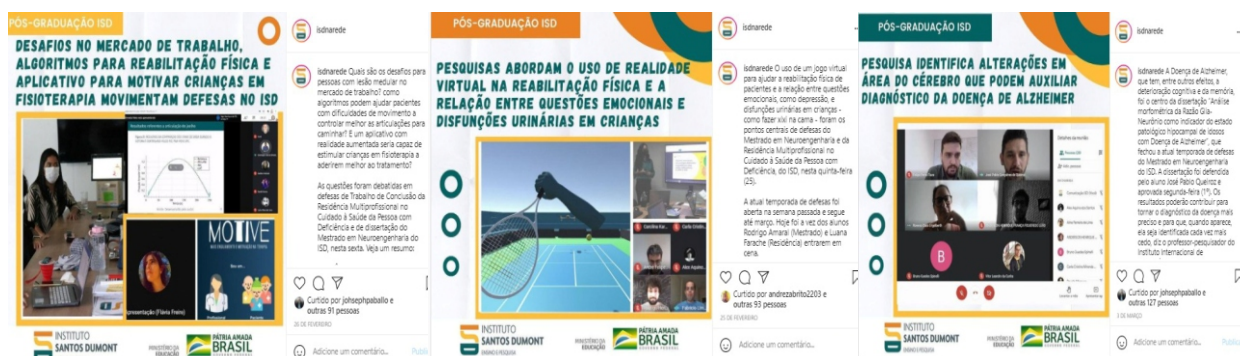 PÓS-GRADUAÇÃO ISD
DESAFIOS NO MERCADO DE TRABALHO,
ALGORITMOS PARA REABILITAÇÃO FÍSICA E
APLICATIVO PARA MOTIVAR CRIANÇAS EM
FISIOTERAPIA MOVIMENTAM DEFESAS NO ISD
MOTIVE
INSTITUTO
SANTOS DUMONT
ENSINO E PESQUISA
MINISTÉRIO DA
EDUCAÇÃO
PÁTRIA AMADA
BRASIL
isdnarede
isdnarede Quais são os desafios para
pessoas com lesão medular no
mercado de trabalho? como
algoritmos podem ajudar pacientes
com dificuldades de movimento a
controlar melhor as articulações para
caminhar? E um aplicativo com
realidade aumentada seria capaz de
estimular crianças em fisioterapia a
aderirem melhor ao tratamento?
As questões foram debatidas em
defesas de Trabalho de Conclusão da
Residência Multiprofissional no
Cuidado à Saúde da Pessoa com
Deficiência e de dissertação do
Mestrado em Neuroengenharia do
ISD, nesta sexta. Veja um resumo:
Curtido por johsephpaballo e
outras 91 pessoas
26 DE FEVEREIRO
Adicione um comentário...
PÓS-GRADUAÇÃO ISD
PESQUISAS ABORDAM O USO DE REALIDADE
VIRTUAL NA REABILITAÇÃO FÍSICA E A
RELAÇÃO ENTRE QUESTÕES EMOCIONAIS E
DISFUNÇÕES URINÁRIAS EM CRIANÇAS
INSTITUTO
SANTOS DUMONT
ENSINO E PESQUISA
MINISTÉRIO DA
EDUCAÇÃO
PÁTRIA AMADA
BRASIL
isdnarede
isdnarede O uso de um jogo virtual
para ajudar a reabilitação física de
pacientes e a relação entre questões
emocionais, como depressão, e
disfunções urinárias em crianças -
como fazer xixi na cama - foram os
pontos centrais de defesas do
Mestrado em Neuroengenharia e da
Residência Multiprofissional no
Cuidado à Saúde da Pessoa com
Deficiência, do ISD, nesta quinta-feira
(25).
A atual temporada de defesas foi
aberta na semana passada e segue
até março. Hoje foi a vez dos alunos
Rodrigo Amaral (Mestrado) e Luana
Farache (Residência) entrarem em
cena.
Curtido por andrezabrito2203 e
outras 93 pessoas
25 DE FEVEREIRO
Adicione um comentário...
PÓS-GRADUAÇÃO ISD
PESQUISA IDENTIFICA ALTERAÇÕES EM
ÁREA DO CÉREBRO QUE PODEM AUXILIAR
DIAGNÓSTICO DA DOENÇA DE ALZHEIMER
B
INSTITUTO
SANTOS DUMONT
ENSINO E PESQUISA
MINISTÉRIO DA
EDUCAÇÃO
PÁTRIA AMADA
BRASIL
isdnarede
isdnarede A Doença de Alzheimer,
que tem, entre outros efeitos, a
deterioração cognitiva e da memória,
foi o centro da dissertação "Análise
morfométrica da Razão Glia-
Neurônio como indicador do estado
patológico hipocampal de idosos
com Doença de Alzheimer", que
fechou a atual temporada de defesas
do Mestrado em Neuroengenharia
do ISD. A dissertação foi defendida
pelo aluno José Pablo Queiroz e
aprovada segunda-feira (1º). Os
resultados poderão contribuir para
tornar o diagnóstico da doença mais
preciso e para que, quando aparece,
ela seja identificada cada vez mais
cedo, diz o professor-pesquisador do
Instituto Internacional de
Curtido por johsephpaballo e
outras 127 pessoas
1 DE MARÇO
Adicione um comentário...